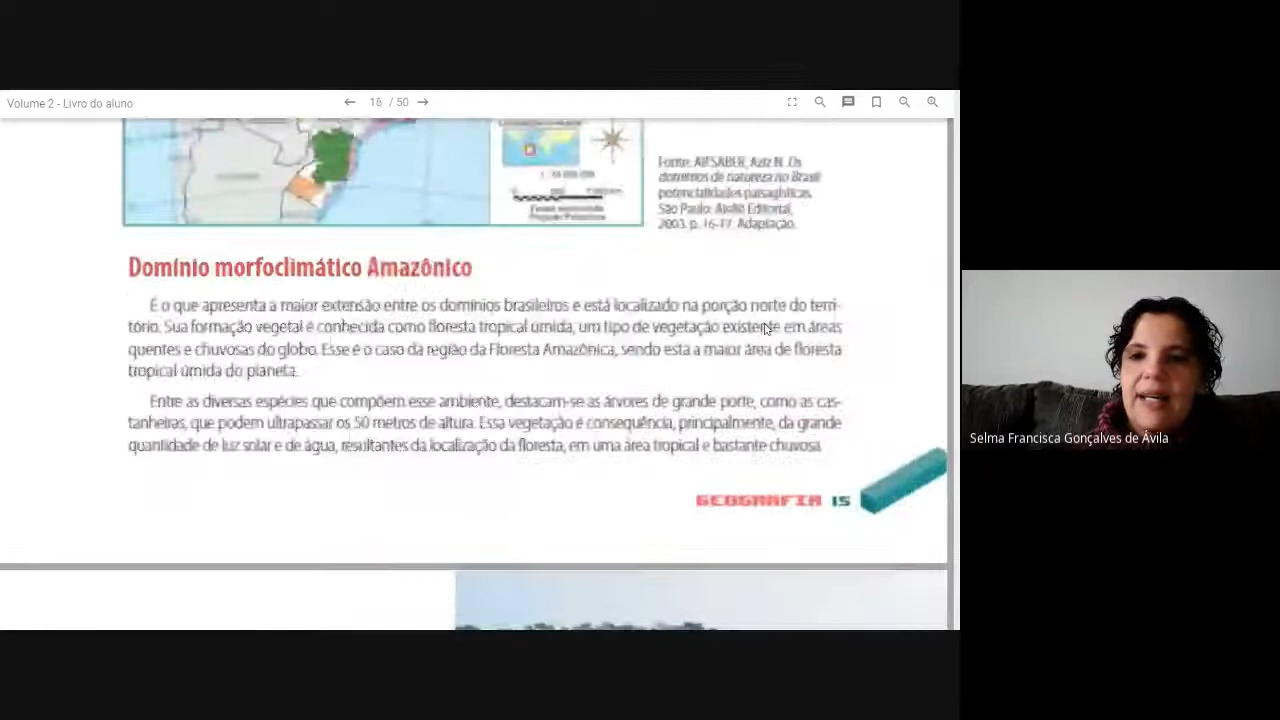 Volume 2 - Livro do aluno
16 / 50
Fonte: AB'SABER, Aziz N. Os
domínios de natureza no Brasil
potencialidades paisagísticas.
São Paulo: Ateliê Editorial,
2003. p. 16-17. Adaptação.
Domínio morfoclimático Amazônico
É o que apresenta a maior extensão entre os domínios brasileiros e está localizado na porção norte do terri-
tório. Sua formação vegetal é conhecida como floresta tropical úmida, um tipo de vegetação existente em áreas
quentes e chuvosas do globo. Esse é o caso da região da Floresta Amazônica, sendo esta a maior área de floresta
tropical úmida do planeta.
Entre as diversas espécies que compõem esse ambiente, destacam-se as árvores de grande porte, como as cas-
tanheiras, que podem ultrapassar os 50 metros de altura. Essa vegetação é consequência, principalmente, da grande
quantidade de luz solar e de água, resultantes da localização da floresta, em uma área tropical e bastante chuvosa.
GEOGRAFIA 15
Selma Francisca Gonçalves de Ávila